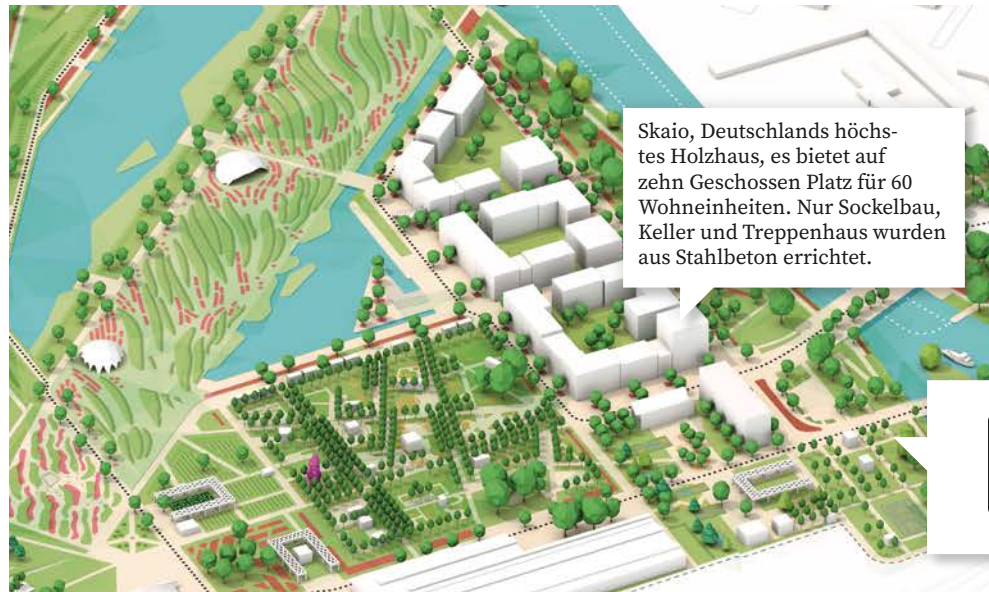 Skaio, Deutschlands höchs-
tes Holzhaus, es bietet auf
zehn Geschossen Platz für 60
Wohneinheiten. Nur Sockelbau,
Keller und Treppenhaus wurden
aus Stahlbeton errichtet.